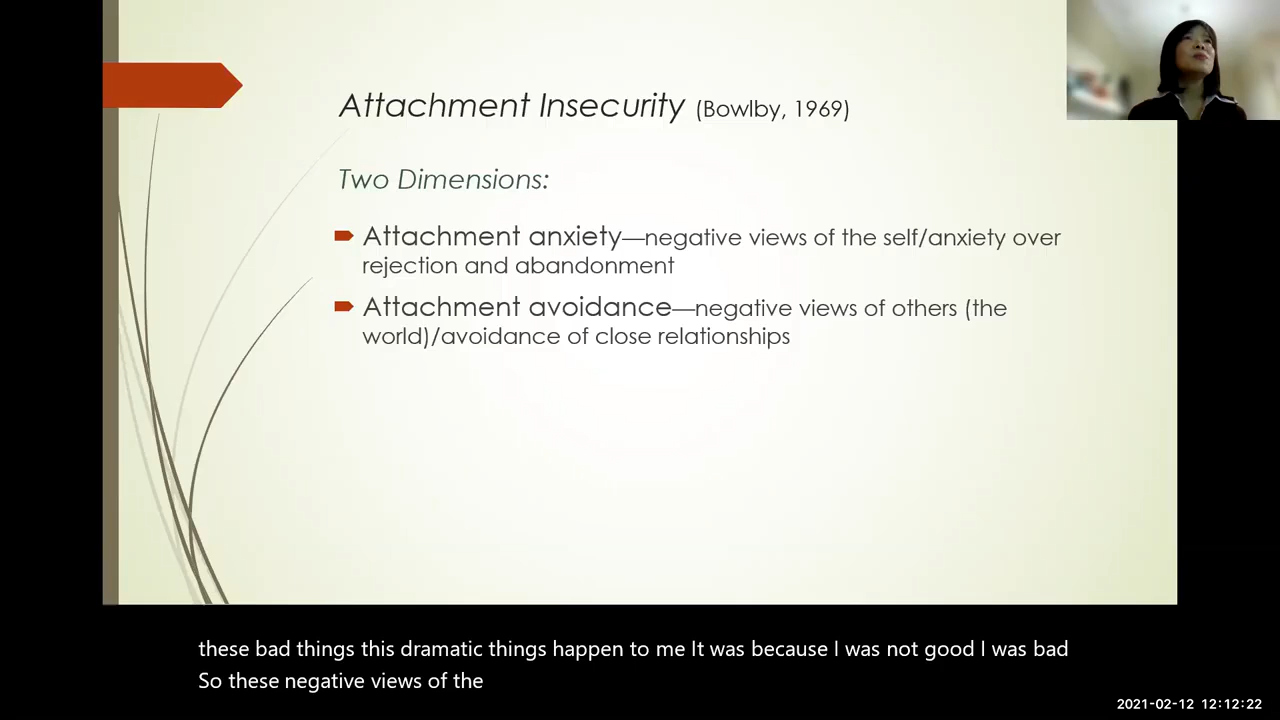 Attachment Insecurity (Bowlby, 1969)
Two Dimensions:
Attachment anxiety—negative views of the self/anxiety over
rejection and abandonment
Attachment avoidance—negative views of others (the
world)/avoidance of close relationships
these bad things this dramatic things happen to me It was because I was not good I was bad
So these negative views of the
2021-02-12 12:12:22